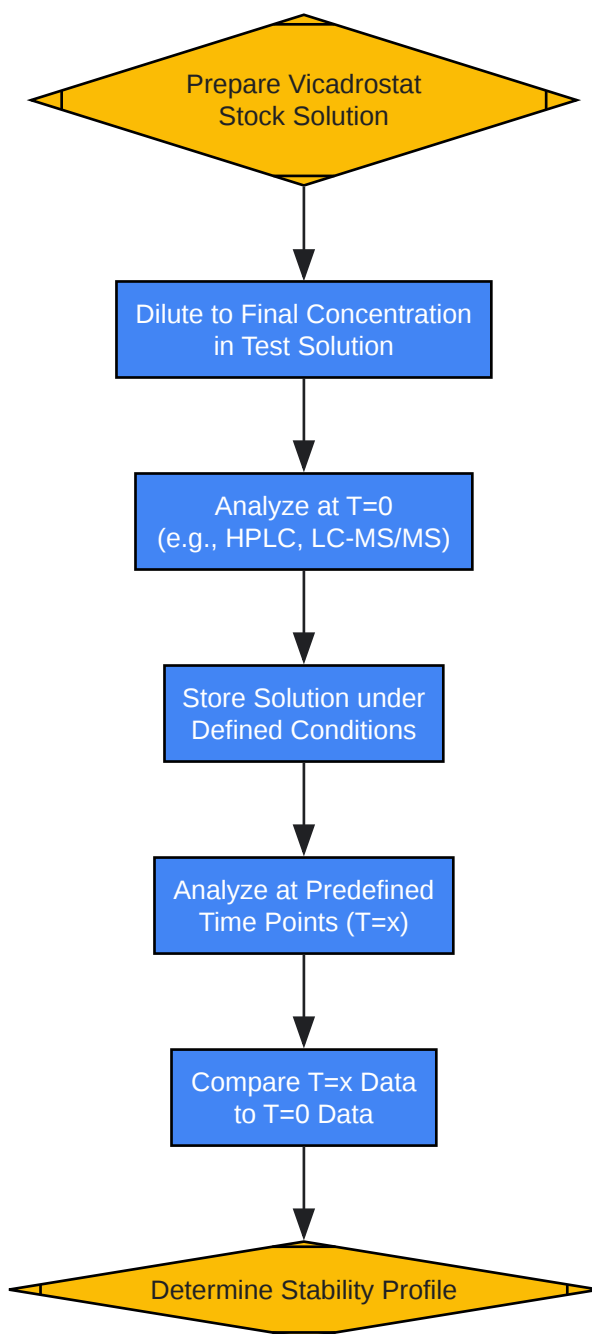 Prepare Vicadrostat
Stock Solution
Dilute to Final Concentration
in Test Solution
Analyze at T=0
(e.g., HPLC, LC-MS/MS)
Store Solution under
Defined Conditions
Analyze at Predefined
Time Points (T=x)
Compare T=x Data
to T=0 Data
Determine Stability Profile